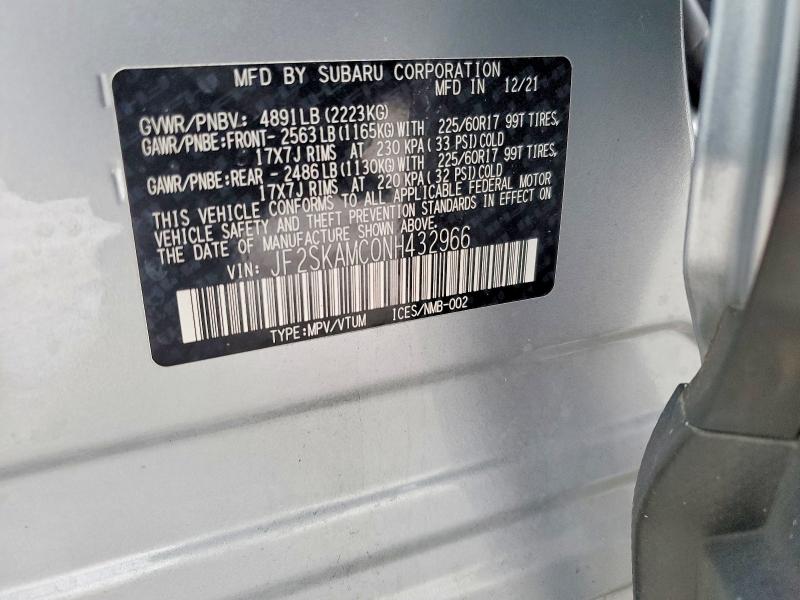 MFD BY SUBARU CORPORATION
MFD IN 12/21
GVWR/PNBV: 4891LB(2223KG)
GAWR/PNBE:FRONT- 2563LB(1165KG)WITH 225/60R17 99T TIRES,
17X7J RIMS AT 230 KPA(33 PSI)COLD
GAWR/PNBE:REAR - 2486LB(1130KG)WITH 225/60R17 99T TIRES,
17X7J RIMS AT 220 KPA(32 PSI)COLD
THIS VEHICLE CONFORMS TO ALL APPLICABLE FEDERAL MOTOR
VEHICLE SAFETY AND THEFT PREVENTION STANDARDS IN EFFECT ON
THE DATE OF MANUFACTURE SHOWN ABOVE.
VIN: JF2SKAMC0NH432966
TYPE:MPV/VTUM ICES/NMB-002